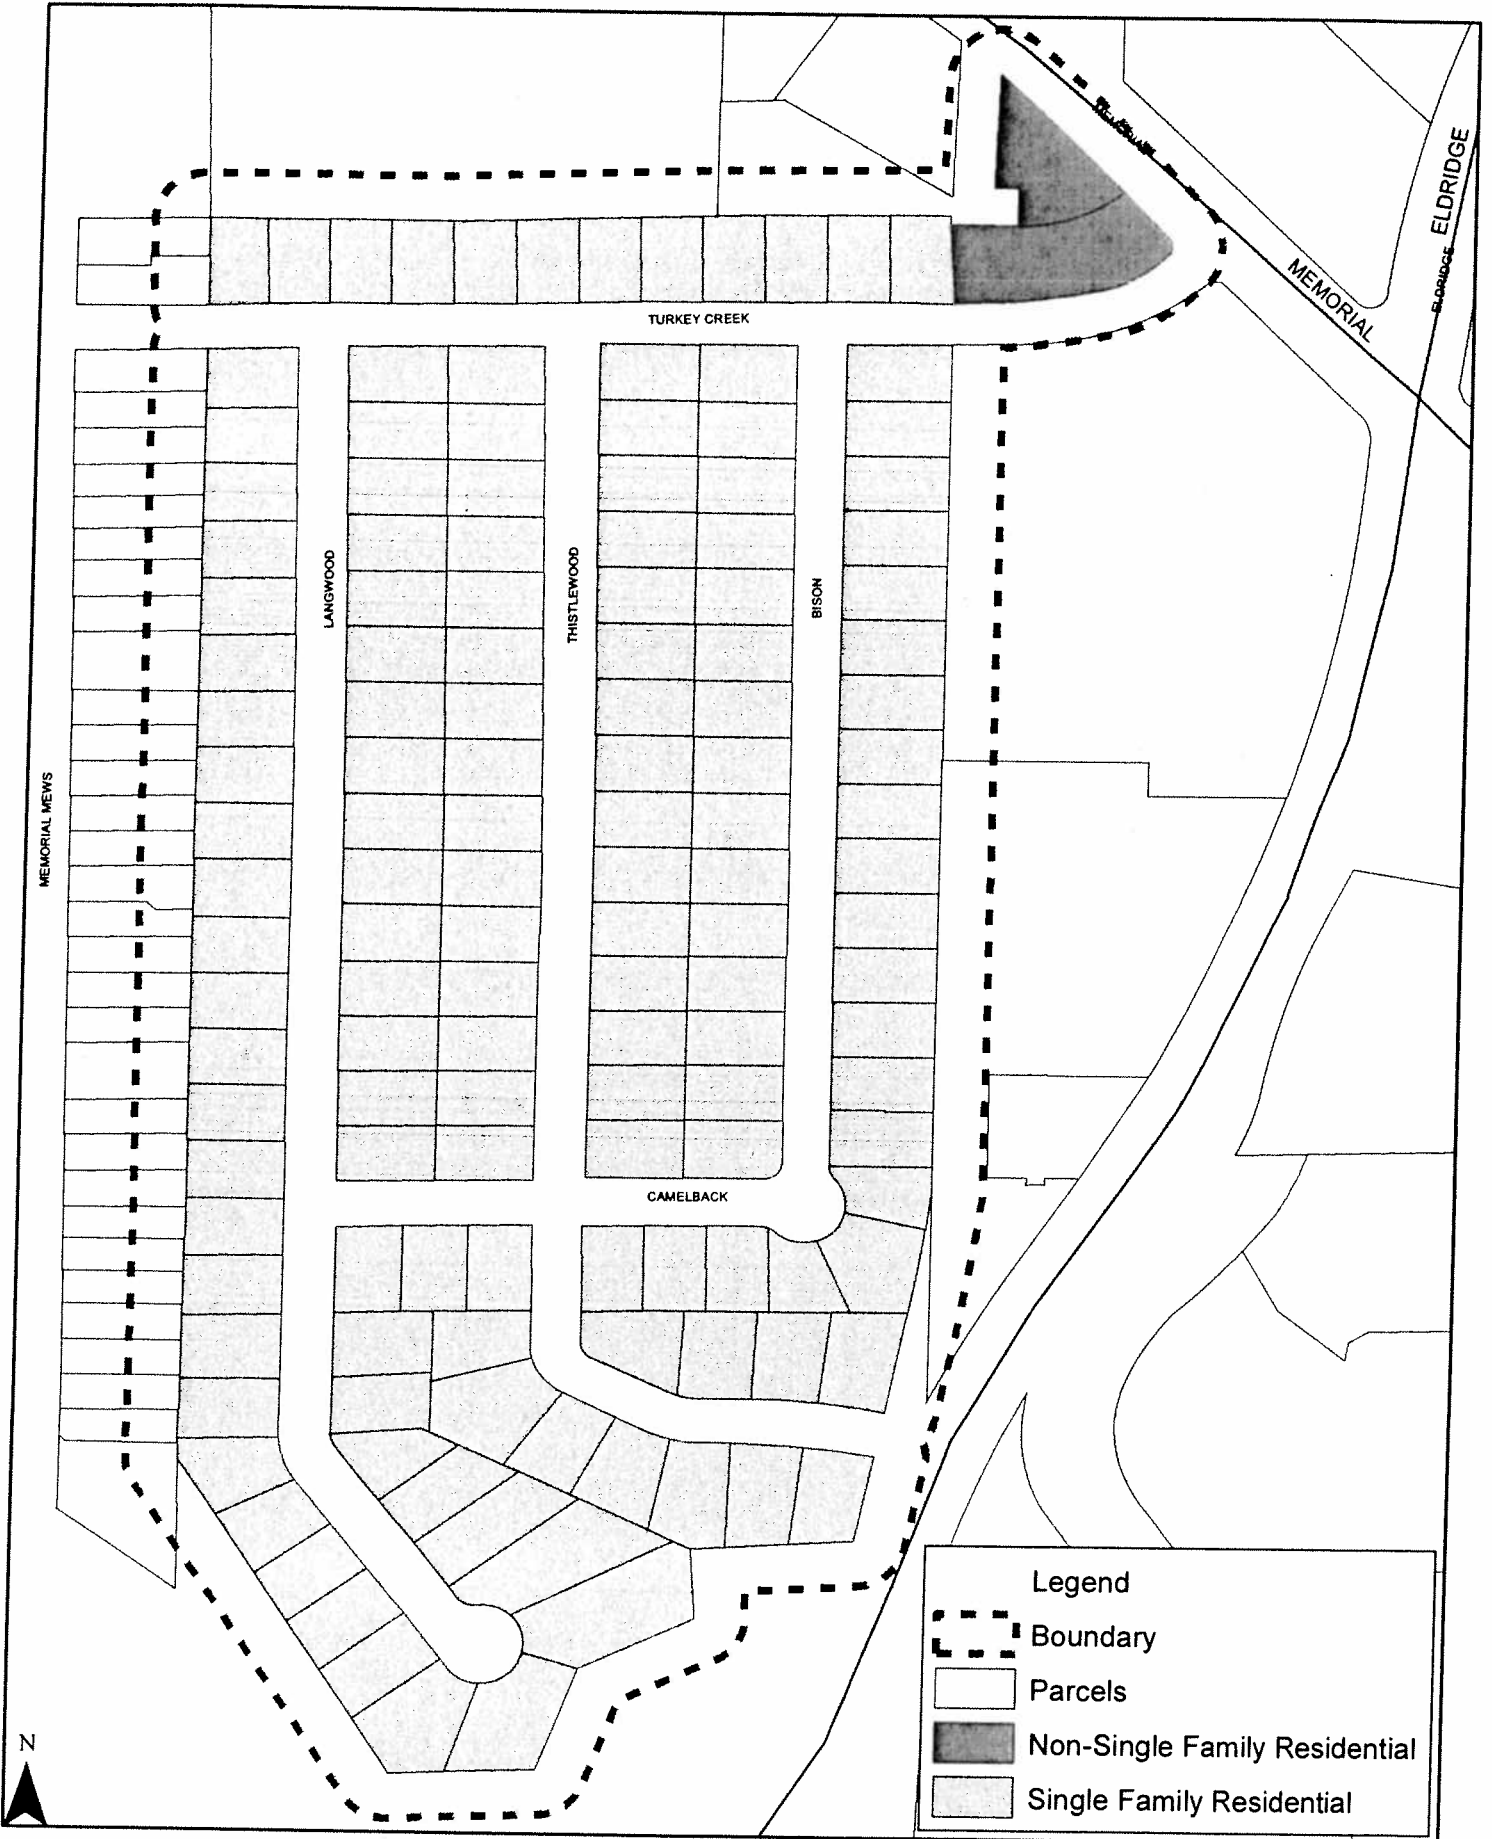 MEMORIAL
ELDRIDGE
ELDRIDGE
MEMORIAL
TURKEY CREEK
LANGWOOD
THISTLEWOOD
BISON
MEMORIAL MEWS
CAMELBACK
Legend
Boundary
Parcels
Non-Single Family Residential
Single Family Residential
N